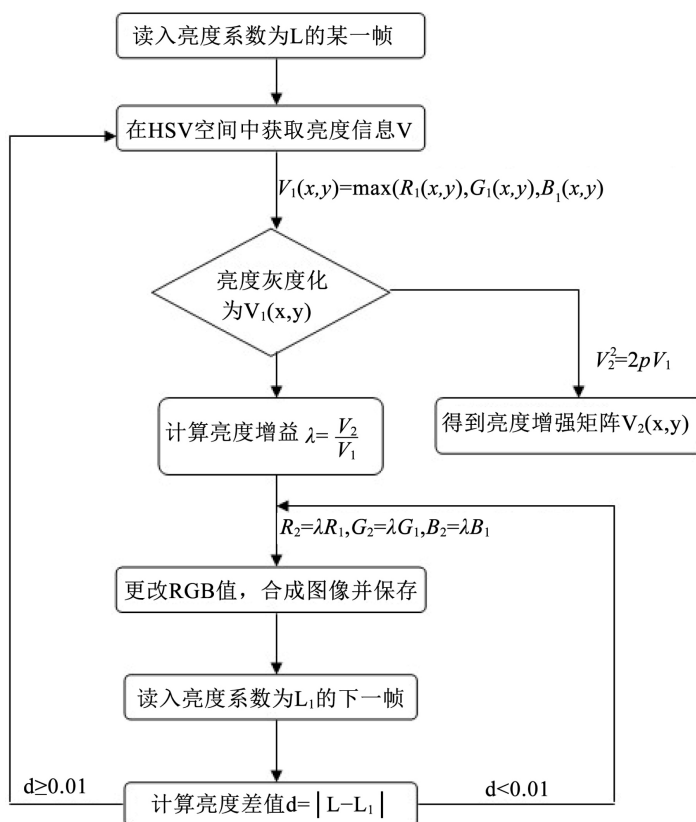 读入亮度系数为L的某一帧
在HSV空间中获取亮度信息V
V₁(x,y)=max(R₁(x,y),G₁(x,y),B₁(x,y)
亮度灰度化
为V₁(x,y)
V₂²=2pV₁
计算亮度增益 λ=V₂/V₁
得到亮度增强矩阵V₂(x,y)
R₂=λR₁,G₂=λG₁,B₂=λB₁
更改RGB值，合成图像并保存
读入亮度系数为L₁的下一帧
d≥0.01
计算亮度差值d=|L−L₁|
d<0.01